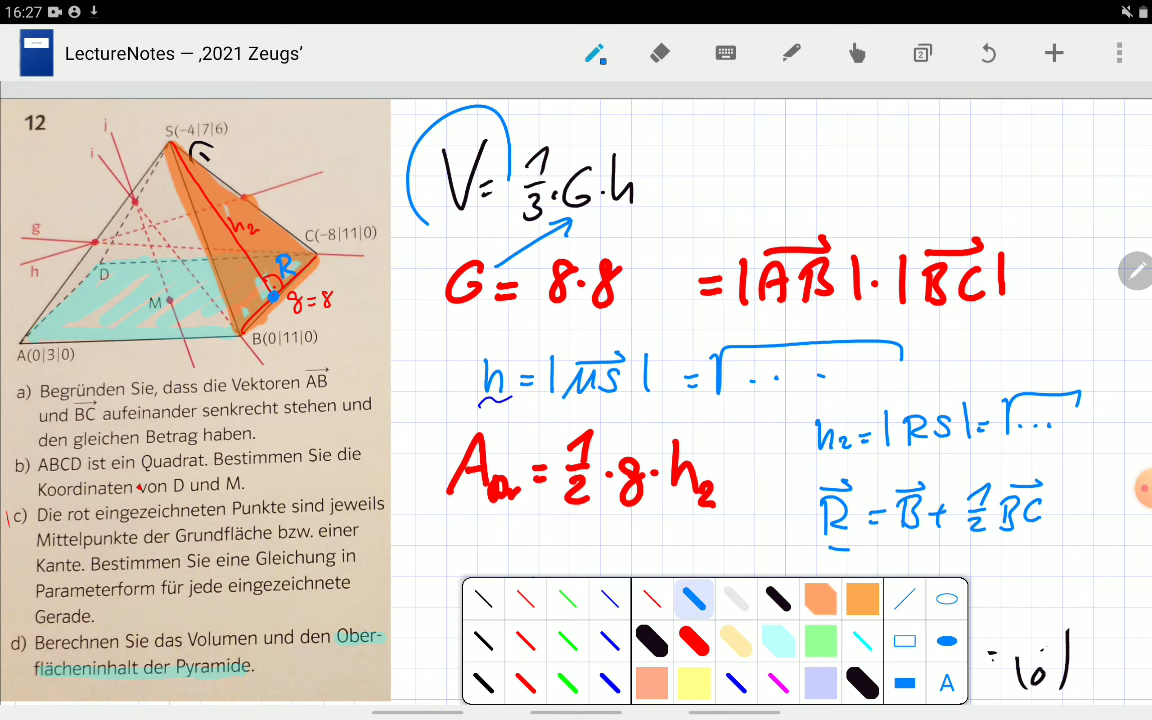 16:27
LectureNotes — ‚2021 Zeugs’
12
S(-4|7|6)
i
i
g
h
h₂
C(-8|11|0)
D
R
M
g=8
B(0|11|0)
A(0|3|0)
a) Begründen Sie, dass die Vektoren AB
und BC aufeinander senkrecht stehen und
den gleichen Betrag haben.
b) ABCD ist ein Quadrat. Bestimmen Sie die
Koordinaten von D und M.
c) Die rot eingezeichneten Punkte sind jeweils
Mittelpunkte der Grundfläche bzw. einer
Kante. Bestimmen Sie eine Gleichung in
Parameterform für jede eingezeichnete
Gerade.
d) Berechnen Sie das Volumen und den Ober-
flächeninhalt der Pyramide.
V = 1/3 · G · h
G = 8 · 8 = |AB| · |BC|
h = |MS| = √...
h₂ = |RS| = √...
A = 1/2 · g · h₂
R = B + 1/2 BC
2
A